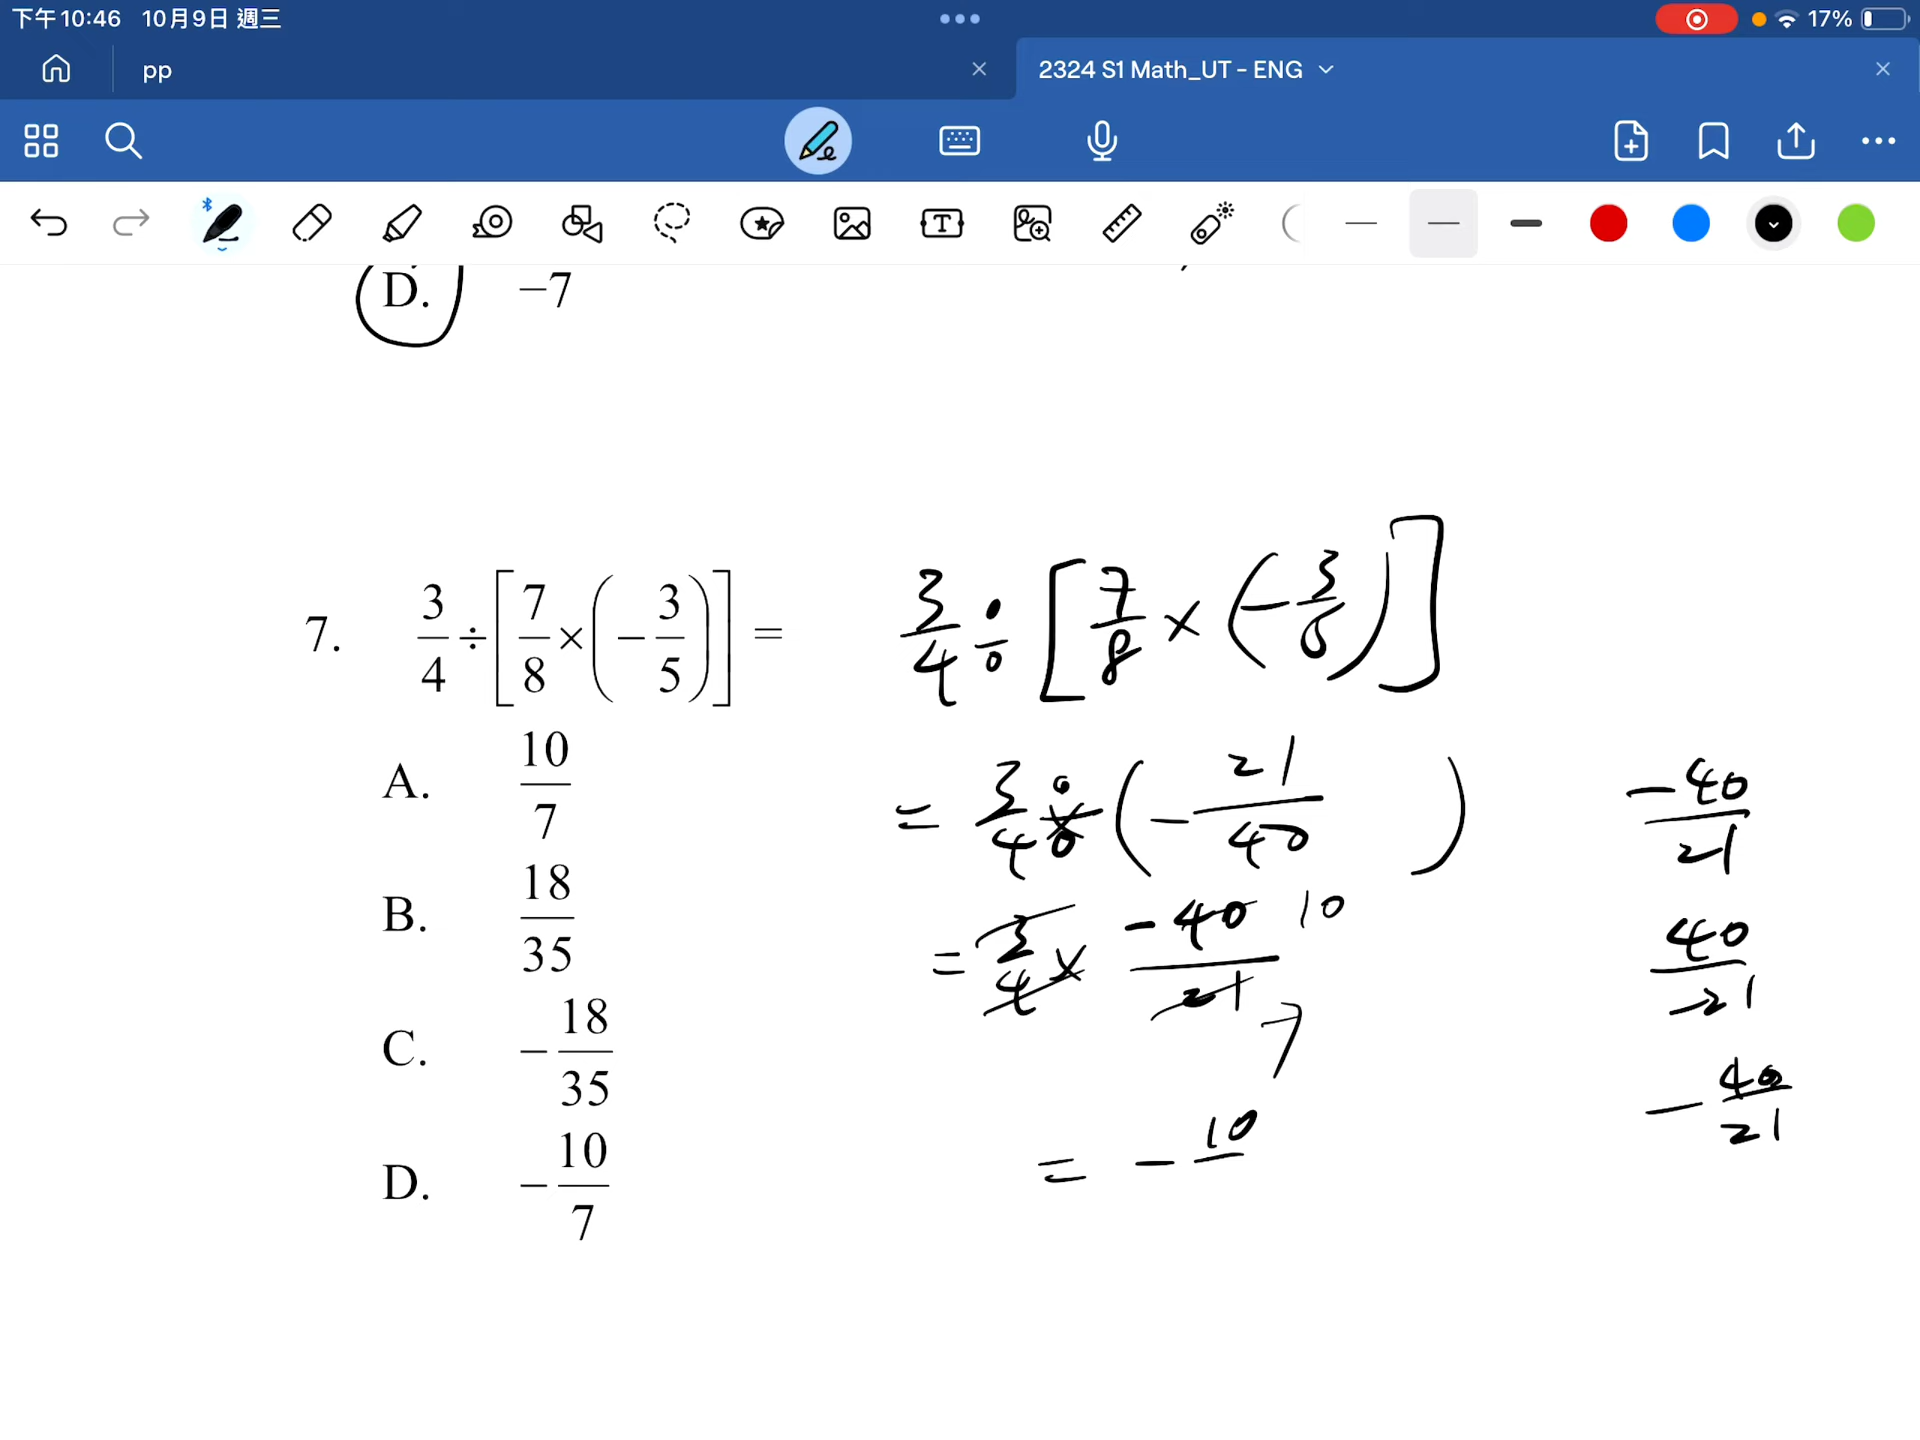 下午10:46 10月9日 週三 17%
pp 2324 S1 Math_UT - ENG
D. −7
7. 3/4 ÷ [7/8 × (−3/5)] = 3/4 ÷ [7/8 × (−3/5)]
A. 10/7
= 3/4 ÷ (−21/40) −40/21
B. 18/35
= 3/4 × −40/21 10 7 40/−21
C. −18/35
= −10 −40/21
D. −10/7